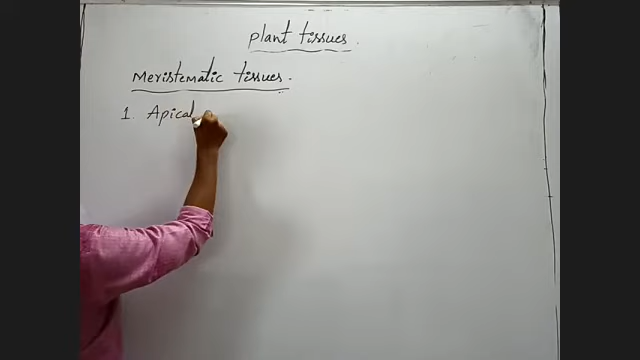 plant tissues.
Meristematic tissues.
1. Apical